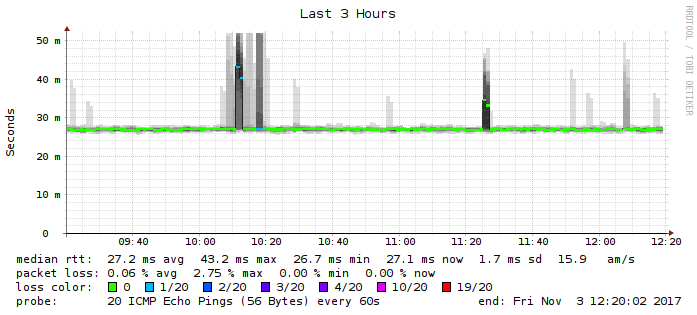 Last 3 Hours
RRDTOOL / TOBI OETIKER
Seconds
50 m
40 m
30 m
20 m
10 m
0
09:40 10:00 10:20 10:40 11:00 11:20 11:40 12:00 12:20
median rtt: 27.2 ms avg 43.2 ms max 26.7 ms min 27.1 ms now 1.7 ms sd 15.9 am/s
packet loss: 0.06 % avg 2.75 % max 0.00 % min 0.00 % now
loss color: 0 1/20 2/20 3/20 4/20 10/20 19/20
probe: 20 ICMP Echo Pings (56 Bytes) every 60s end: Fri Nov 3 12:20:02 2017